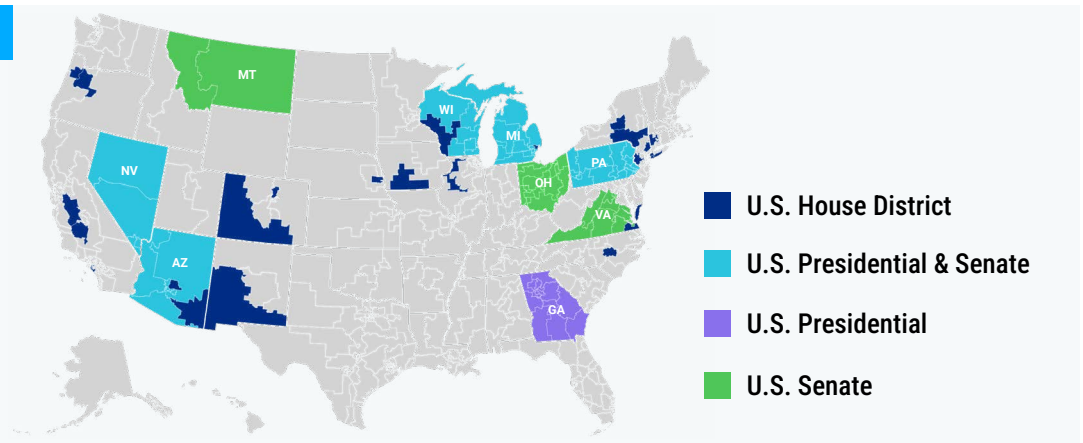 MT
WI
MI
NV
PA
OH
VA
AZ
GA
U.S. House District
U.S. Presidential & Senate
U.S. Presidential
U.S. Senate